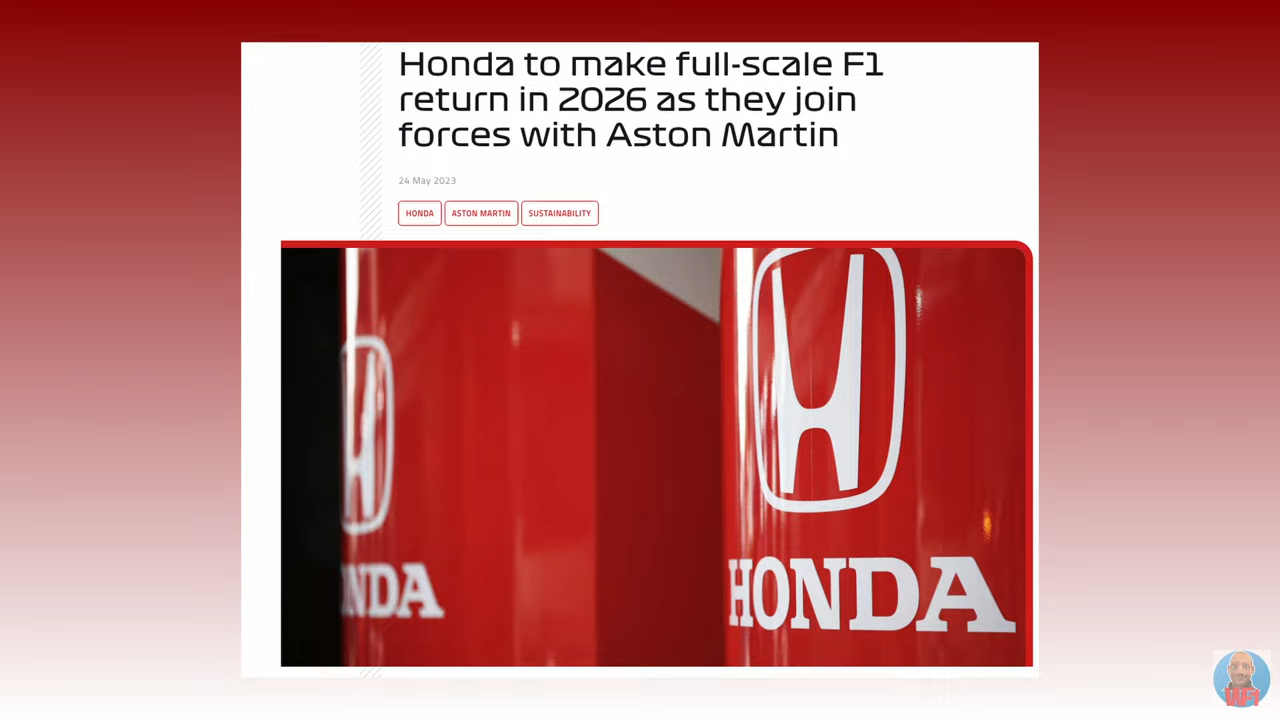 Honda to make full-scale F1
return in 2026 as they join
forces with Aston Martin
24 May 2023
HONDA
ASTON MARTIN
SUSTAINABILITY
NDA
HONDA
WF1